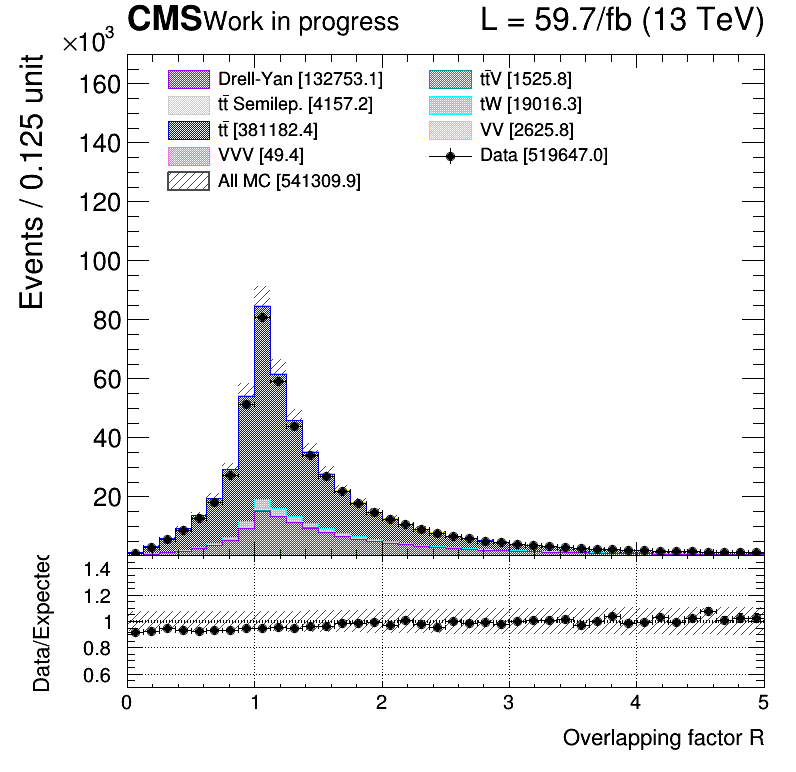 CMS Work in progress L = 59.7/fb (13 TeV)
×10³
Events / 0.125 unit
160
140
120
100
80
60
40
20
Drell-Yan [132753.1]
tt̄ Semilep. [4157.2]
tt̄ [381182.4]
VVV [49.4]
All MC [541309.9]
tt̄V [1525.8]
tW [19016.3]
VV [2625.8]
Data [519647.0]
Data/Expected
1.4
1.2
1
0.8
0.6
0 1 2 3 4 5
Overlapping factor R